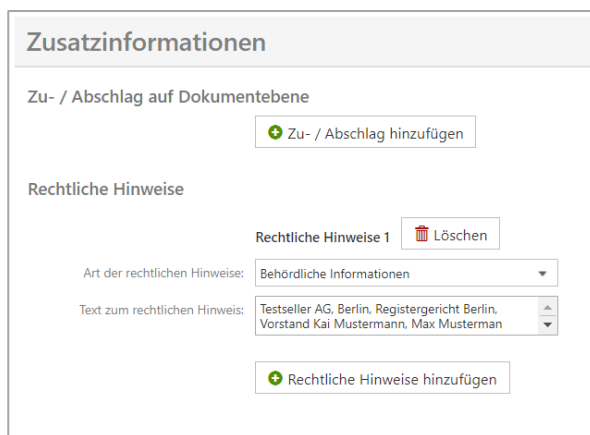 Zusatzinformationen
Zu- / Abschlag auf Dokumentebene
Zu- / Abschlag hinzufügen
Rechtliche Hinweise
Rechtliche Hinweise 1 Löschen
Art der rechtlichen Hinweise: Behördliche Informationen
Text zum rechtlichen Hinweis: Testseller AG, Berlin, Registergericht Berlin,
Vorstand Kai Mustermann, Max Musterman
Rechtliche Hinweise hinzufügen